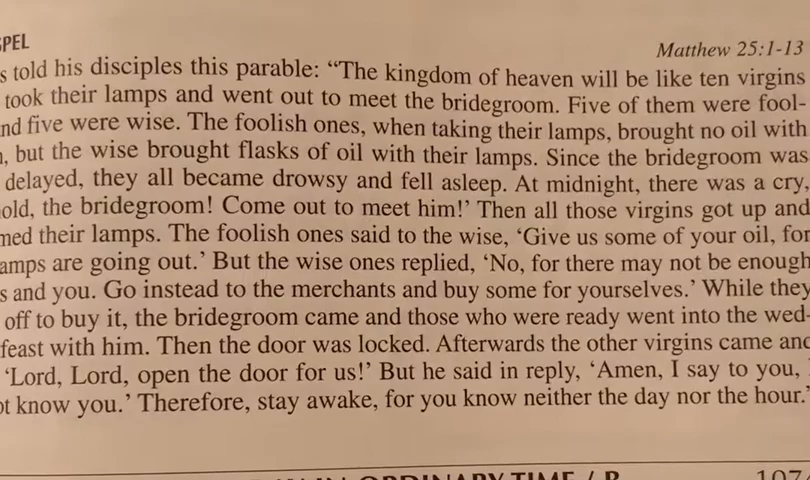 Matthew 25:1-13
told his disciples this parable: “The kingdom of heaven will be like ten virgins
took their lamps and went out to meet the bridegroom. Five of them were fool-
five were wise. The foolish ones, when taking their lamps, brought no oil with
but the wise brought flasks of oil with their lamps. Since the bridegroom was
delayed, they all became drowsy and fell asleep. At midnight, there was a cry,
the bridegroom! Come out to meet him!’ Then all those virgins got up and
their lamps. The foolish ones said to the wise, ‘Give us some of your oil, for
are going out.’ But the wise ones replied, ‘No, for there may not be enough
and you. Go instead to the merchants and buy some for yourselves.’ While they
off to buy it, the bridegroom came and those who were ready went into the wed-
feast with him. Then the door was locked. Afterwards the other virgins came and
‘Lord, Lord, open the door for us!’ But he said in reply, ‘Amen, I say to you,
know you.’ Therefore, stay awake, for you know neither the day nor the hour.”